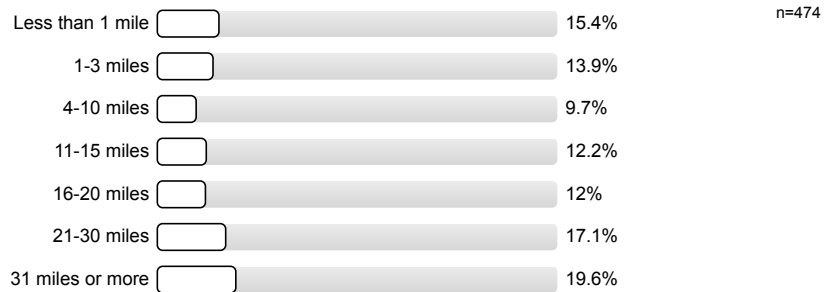 Less than 1 mile 15.4% n=474
1-3 miles 13.9%
4-10 miles 9.7%
11-15 miles 12.2%
16-20 miles 12%
21-30 miles 17.1%
31 miles or more 19.6%